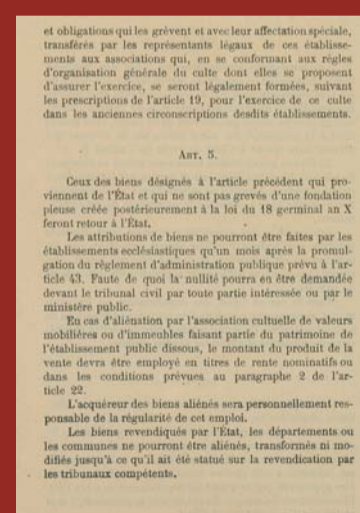 et obligations qui les grèvent et avec leur affectation spéciale,
transférés par les représentants légaux de ces établisse-
ments aux associations qui, en se conformant aux règles
d'organisation générale du culte dont elles se proposent
d'assurer l'exercice, se seront légalement formées, suivant
les prescriptions de l'article 19, pour l'exercice de ce culte
dans les anciennes circonscriptions desdits établissements.
ART. 5.
Ceux des biens désignés à l'article précédent qui pro-
viennent de l'État et qui ne sont pas grevés d'une fondation
pieuse créée postérieurement à la loi du 18 germinal an X
feront retour à l'État.
Les attributions de biens ne pourront être faites par les
établissements ecclésiastiques qu'un mois après la promul-
gation du règlement d'administration publique prévu à l'ar-
ticle 43. Faute de quoi la nullité pourra en être demandée
devant le tribunal civil par toute partie intéressée ou par le
ministère public.
En cas d'aliénation par l'association cultuelle de valeurs
mobilières ou d'immeubles faisant partie du patrimoine de
l'établissement public dissous, le montant du produit de la
vente devra être employé en titres de rente nominatifs ou
dans les conditions prévues au paragraphe 2 de l'ar-
ticle 22.
L'acquéreur des biens aliénés sera personnellement res-
ponsable de la régularité de cet emploi.
Les biens revendiqués par l'État, les départements ou
les communes ne pourront être aliénés, transformés ni mo-
difiés jusqu'à ce qu'il ait été statué sur la revendication par
les tribunaux compétents.